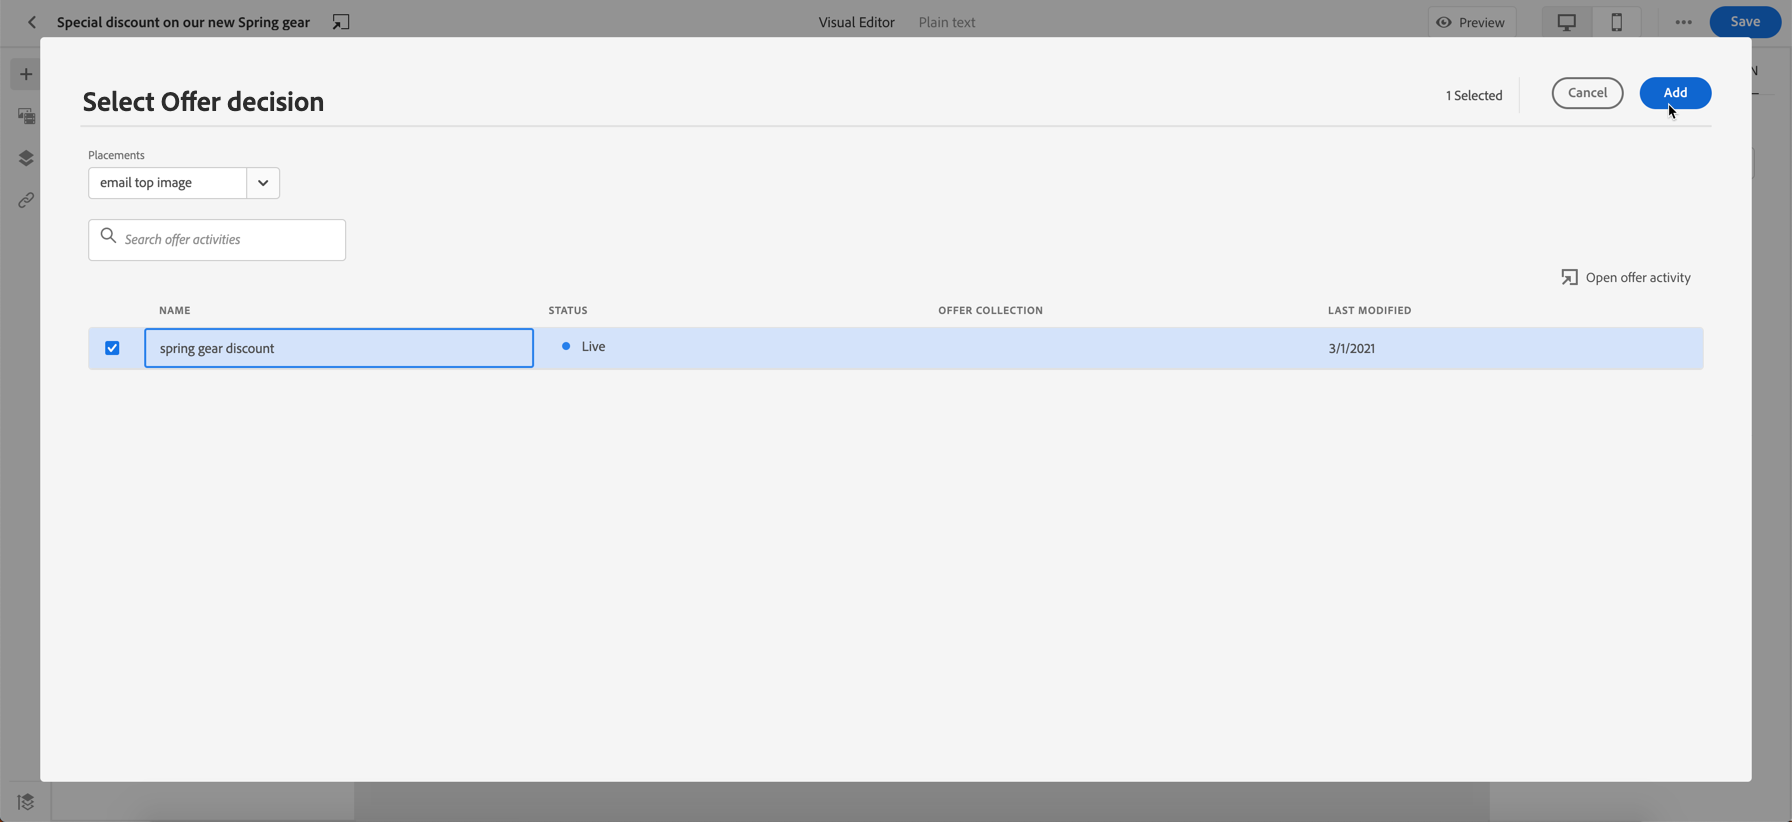 Special discount on our new Spring gear
Visual Editor
Plain text
Preview
Save
N
Select Offer decision
1 Selected
Cancel
Add
Placements
email top image
Search offer activities
Open offer activity
NAME
STATUS
OFFER COLLECTION
LAST MODIFIED
spring gear discount
Live
3/1/2021